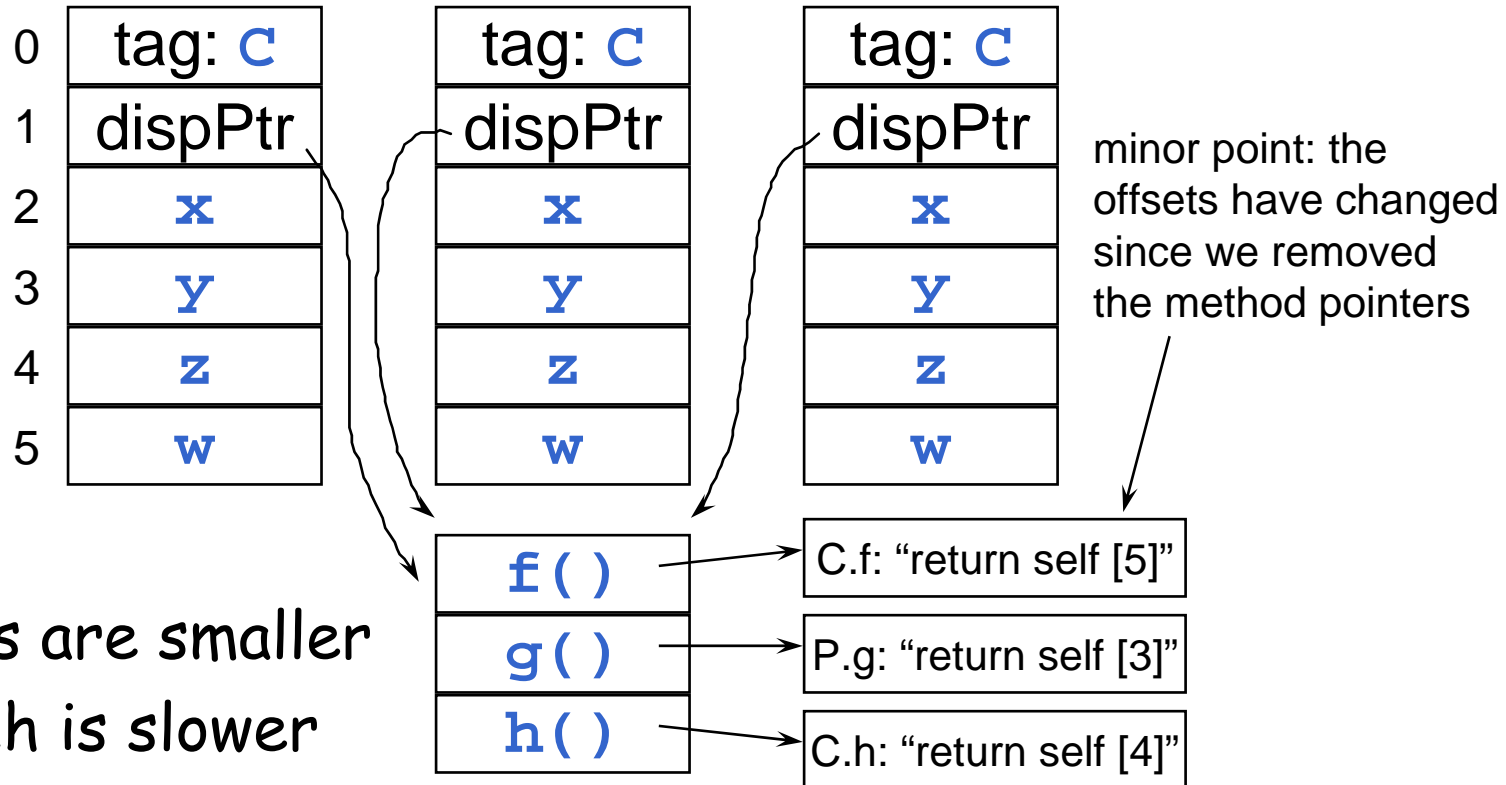 0 tag: C tag: C tag: C
1 dispPtr dispPtr dispPtr
2 x x x
3 y y y
4 z z z
5 w w w
minor point: the
offsets have changed
since we removed
the method pointers
f() C.f: “return self [5]”
g() P.g: “return self [3]”
h() C.h: “return self [4]”
s are smaller
h is slower